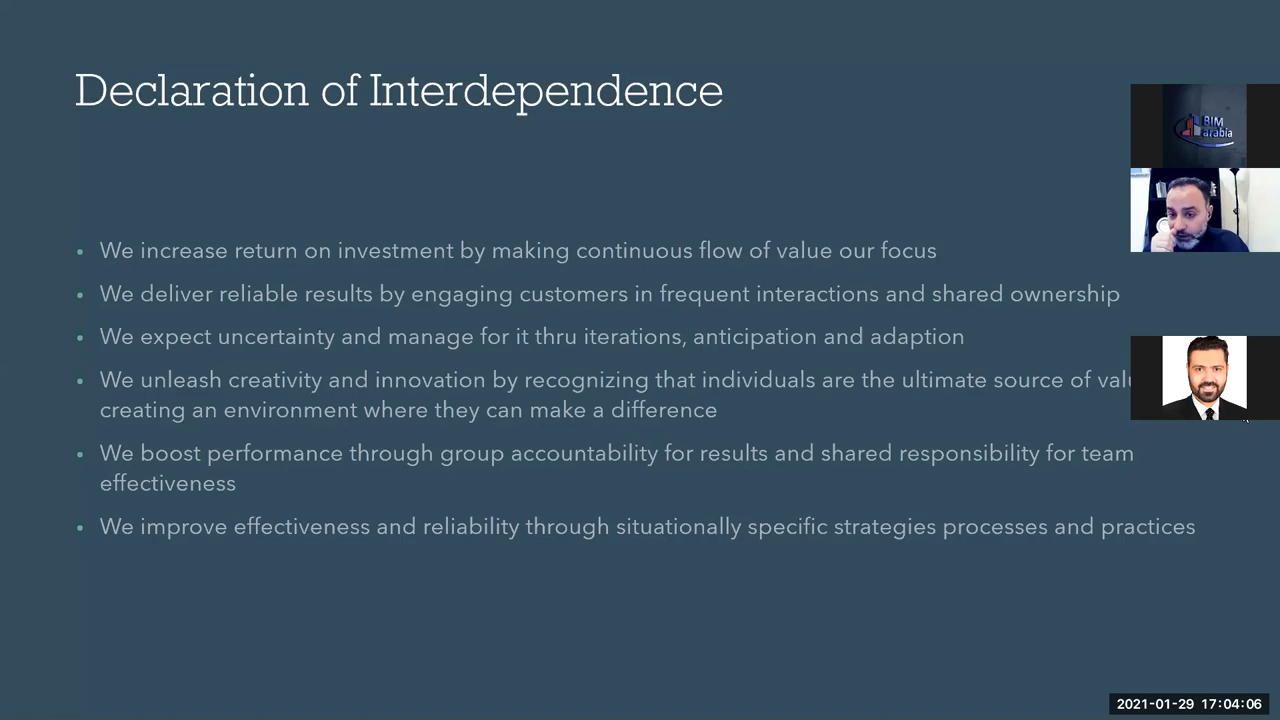 Declaration of Interdependence
BIM
arabia
• We increase return on investment by making continuous flow of value our focus
• We deliver reliable results by engaging customers in frequent interactions and shared ownership
• We expect uncertainty and manage for it thru iterations, anticipation and adaption
• We unleash creativity and innovation by recognizing that individuals are the ultimate source of
creating an environment where they can make a difference
• We boost performance through group accountability for results and shared responsibility for team
effectiveness
• We improve effectiveness and reliability through situationally specific strategies processes and practices
2021-01-29 17:04:06